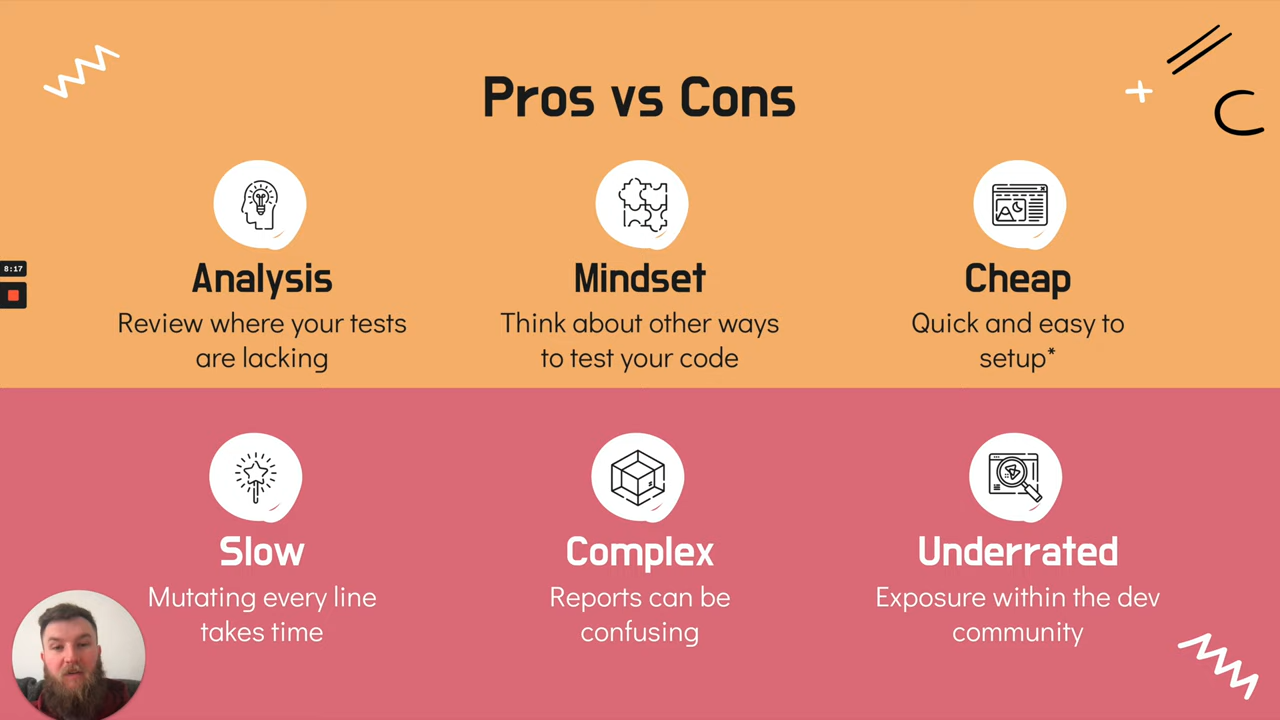 Pros vs Cons
Analysis
Review where your tests
are lacking
Mindset
Think about other ways
to test your code
Cheap
Quick and easy to
setup*
8:17
Slow
Mutating every line
takes time
Complex
Reports can be
confusing
Underrated
Exposure within the dev
community